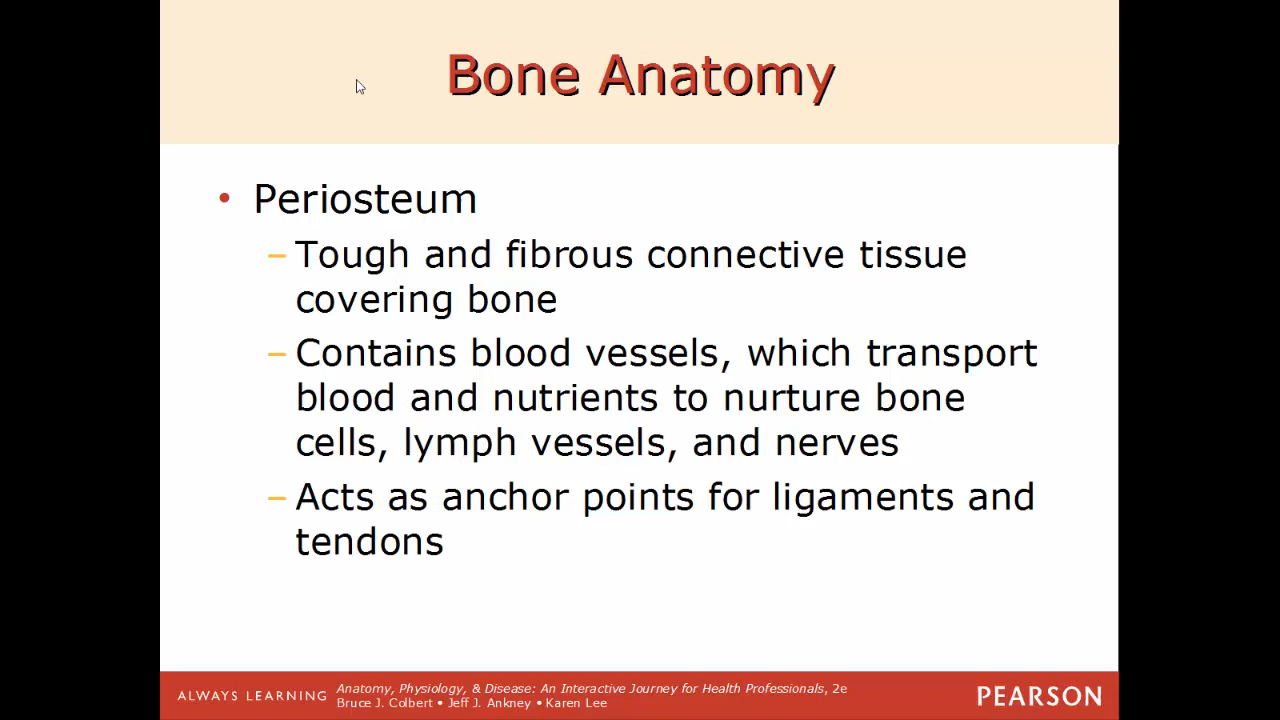 Bone Anatomy
• Periosteum
– Tough and fibrous connective tissue
covering bone
– Contains blood vessels, which transport
blood and nutrients to nurture bone
cells, lymph vessels, and nerves
– Acts as anchor points for ligaments and
tendons
ALWAYS LEARNING
Anatomy, Physiology, & Disease: An Interactive Journey for Health Professionals, 2e
Bruce J. Colbert • Jeff J. Ankney • Karen Lee
PEARSON